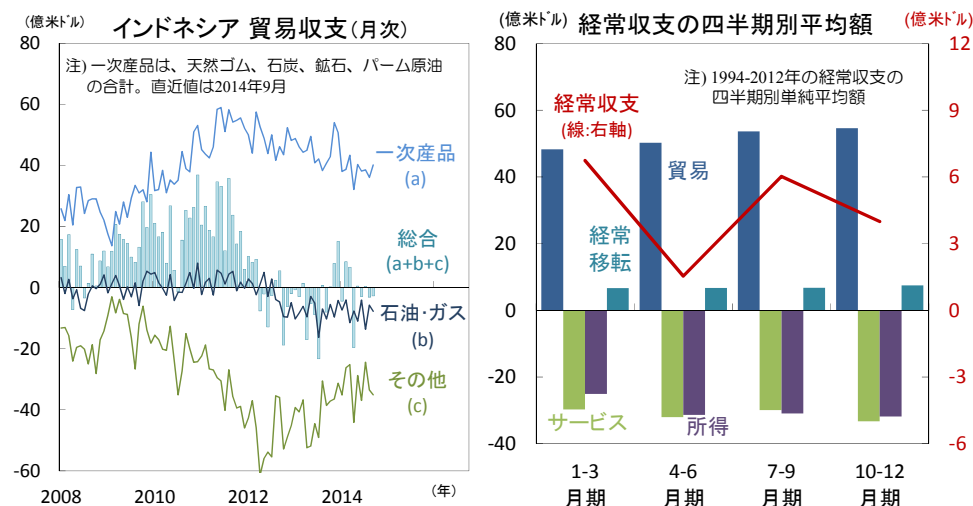 (億米ドル)
インドネシア 貿易収支(月次)
注) 一次産品は、天然ゴム、石炭、鉱石、パーム原油
の合計。直近値は2014年9月
80
60
40
20
0
-20
-40
-60
一次産品
(a)
総合
(a+b+c)
石油・ガス
(b)
その他
(c)
2008
2010
2012
2014
(年)
(億米ドル)
経常収支の四半期別平均額
(億米ドル)
注) 1994-2012年の経常収支の
四半期別単純平均額
80
60
40
20
0
-20
-40
12
9
6
3
0
-3
-6
経常収支
(線:右軸)
貿易
経常
移転
サービス
所得
1-3
月期
4-6
月期
7-9
月期
10-12
月期